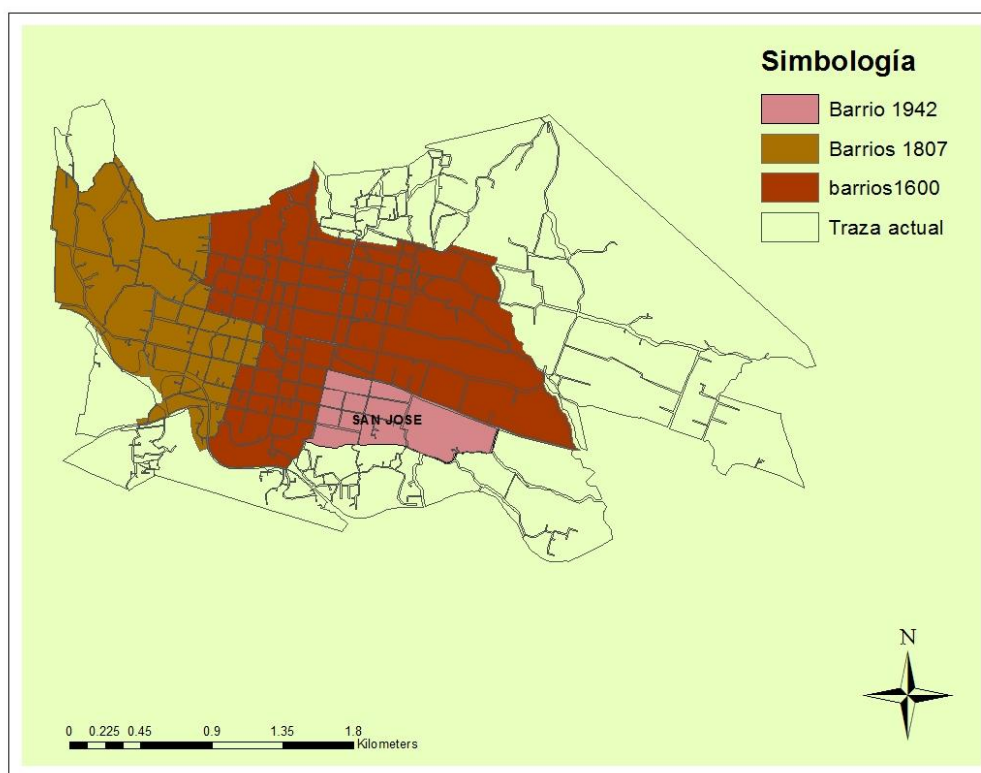 Simbología
Barrio 1942
Barrios 1807
barrios1600
Traza actual
SAN JOSE
N
0 0.225 0.45 0.9 1.35 1.8
Kilometers